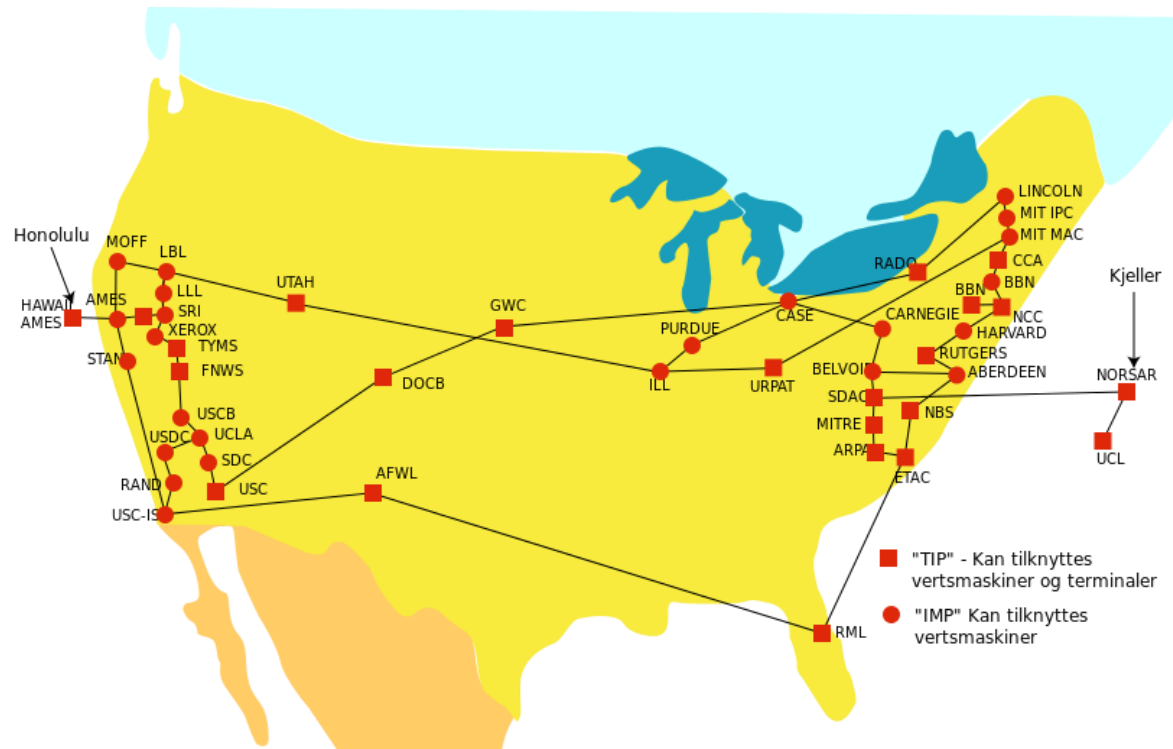 LINCOLN
MIT IPC
MIT MAC
Honolulu
MOFF
LBL
RADO
CCA
Kjeller
UTAH
LLL
BBN
BBN
HAWAII
AMES
AMES
SRI
GWC
CASE
CARNEGIE
NCC
XEROX
PURDUE
HARVARD
TYMS
STAN
RUTGERS
FNWS
DOCB
ILL
URPAT
BELVOIR
ABERDEEN
NORSAR
SDAC
USCB
MITRE
NBS
USDC
UCLA
ARPA
UCL
SDC
AFWL
ETAC
RAND
USC
USC-IS
"TIP" - Kan tilknyttes
vertsmaskiner og terminaler
"IMP" Kan tilknyttes
vertsmaskiner
RML